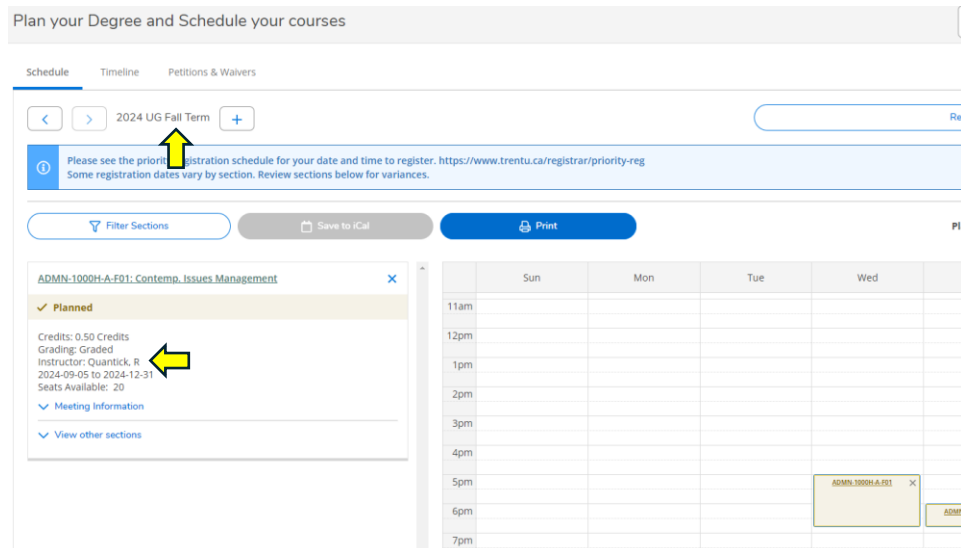 Plan your Degree and Schedule your courses
Schedule Timeline Petitions & Waivers
2024 UG Fall Term
Re
Please see the priority registration schedule for your date and time to register. https://www.trentu.ca/registrar/priority-reg
Some registration dates vary by section. Review sections below for variances.
Filter Sections Save to iCal Print Pl
ADMN-1000H-A-F01: Contemp. Issues Management
Planned
Credits: 0.50 Credits
Grading: Graded
Instructor: Quantick, R
2024-09-05 to 2024-12-31
Seats Available: 20
Meeting Information
View other sections
Sun Mon Tue Wed
11am
12pm
1pm
2pm
3pm
4pm
5pm
ADMN-1000H-A-F01
6pm
ADMN
7pm